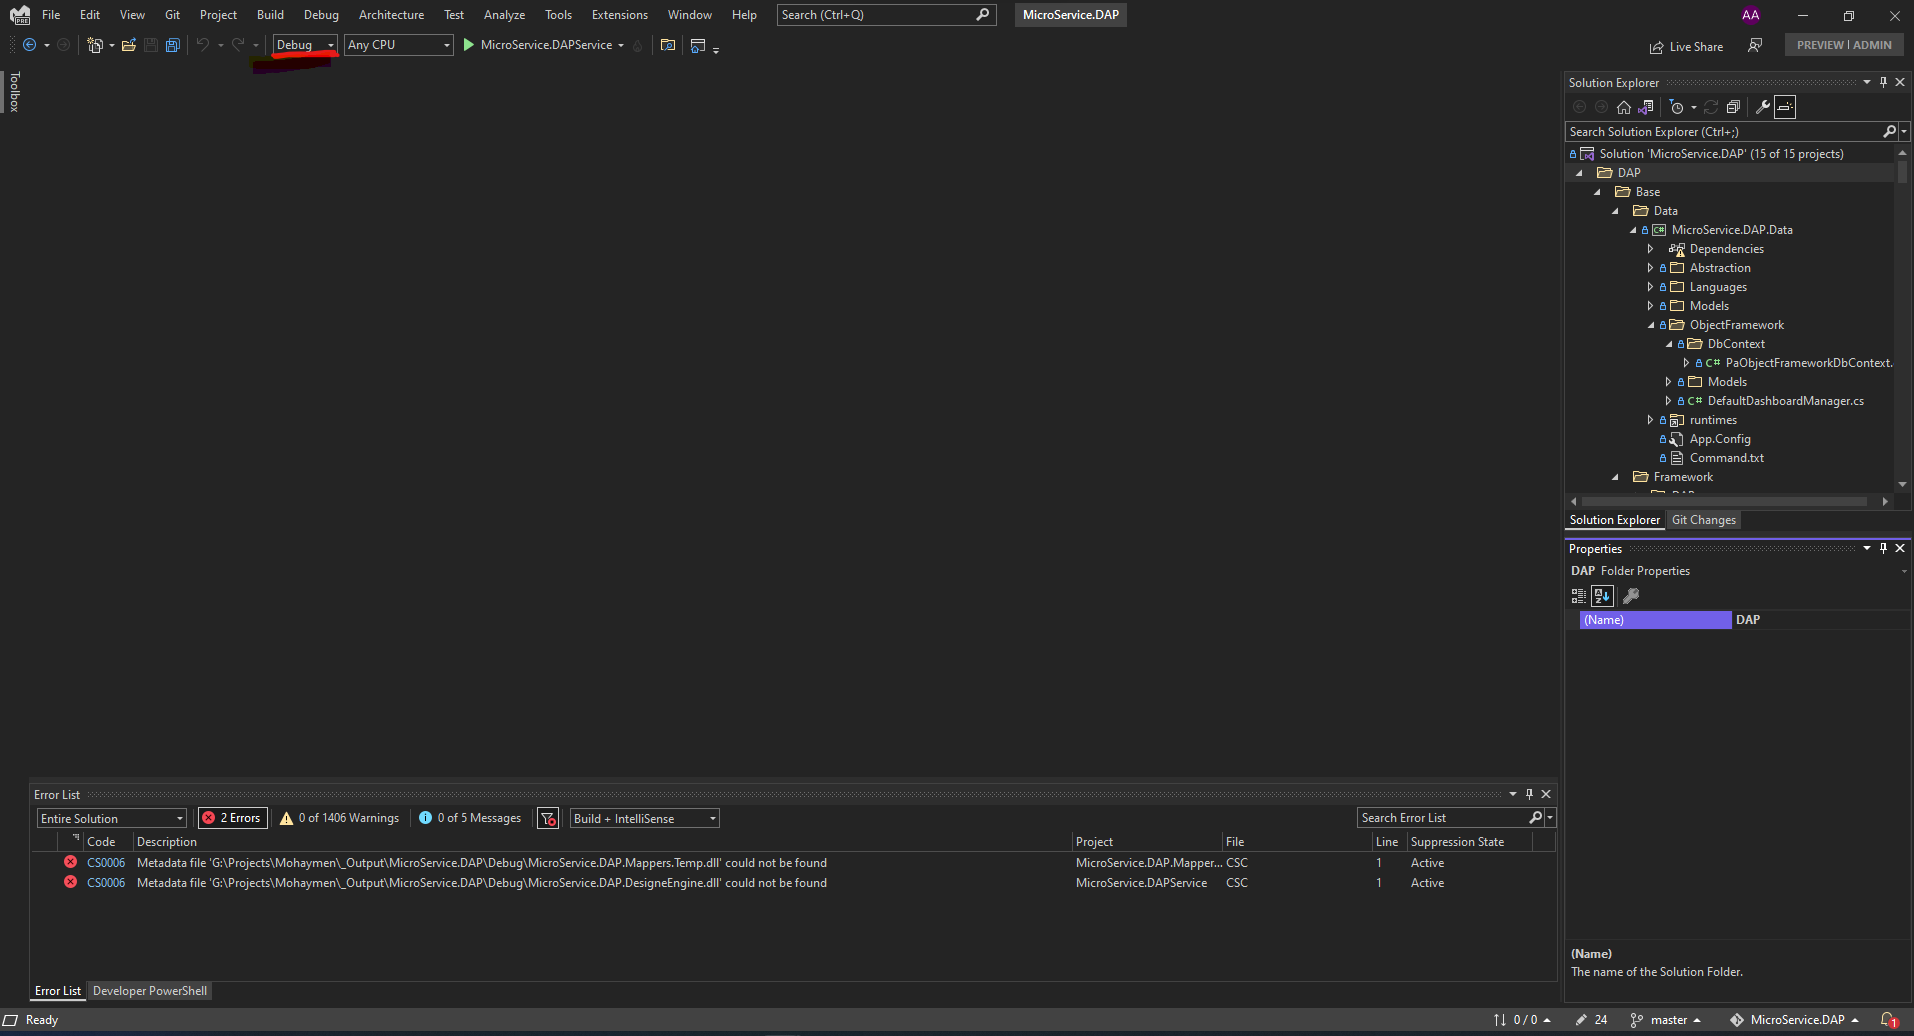 File Edit View Git Project Build Debug Architecture Test Analyze Tools Extensions Window Help Search (Ctrl+Q) MicroService.DAP AA
PRE
Debug Any CPU MicroService.DAPService Live Share PREVIEW | ADMIN
Toolbox
Solution Explorer
Search Solution Explorer (Ctrl+;)
Solution 'MicroService.DAP' (15 of 15 projects)
DAP
Base
Data
C# MicroService.DAP.Data
Dependencies
Abstraction
Languages
Models
ObjectFramework
DbContext
C# PaObjectFrameworkDbContext.
Models
C# DefaultDashboardManager.cs
runtimes
App.Config
Command.txt
Framework
Solution Explorer Git Changes
Properties
DAP Folder Properties
(Name) DAP
(Name)
The name of the Solution Folder.
Error List
Entire Solution 2 Errors 0 of 1406 Warnings 0 of 5 Messages Build + IntelliSense Search Error List
Code Description Project File Line Suppression State
CS0006 Metadata file 'G:\Projects\Mohaymen\_Output\MicroService.DAP\Debug\MicroService.DAP.Mappers.Temp.dll' could not be found MicroService.DAP.Mapper... CSC 1 Active
CS0006 Metadata file 'G:\Projects\Mohaymen\_Output\MicroService.DAP\Debug\MicroService.DAP.DesigneEngine.dll' could not be found MicroService.DAPService CSC 1 Active
Error List Developer PowerShell
Ready 0 / 0 24 master MicroService.DAP 1